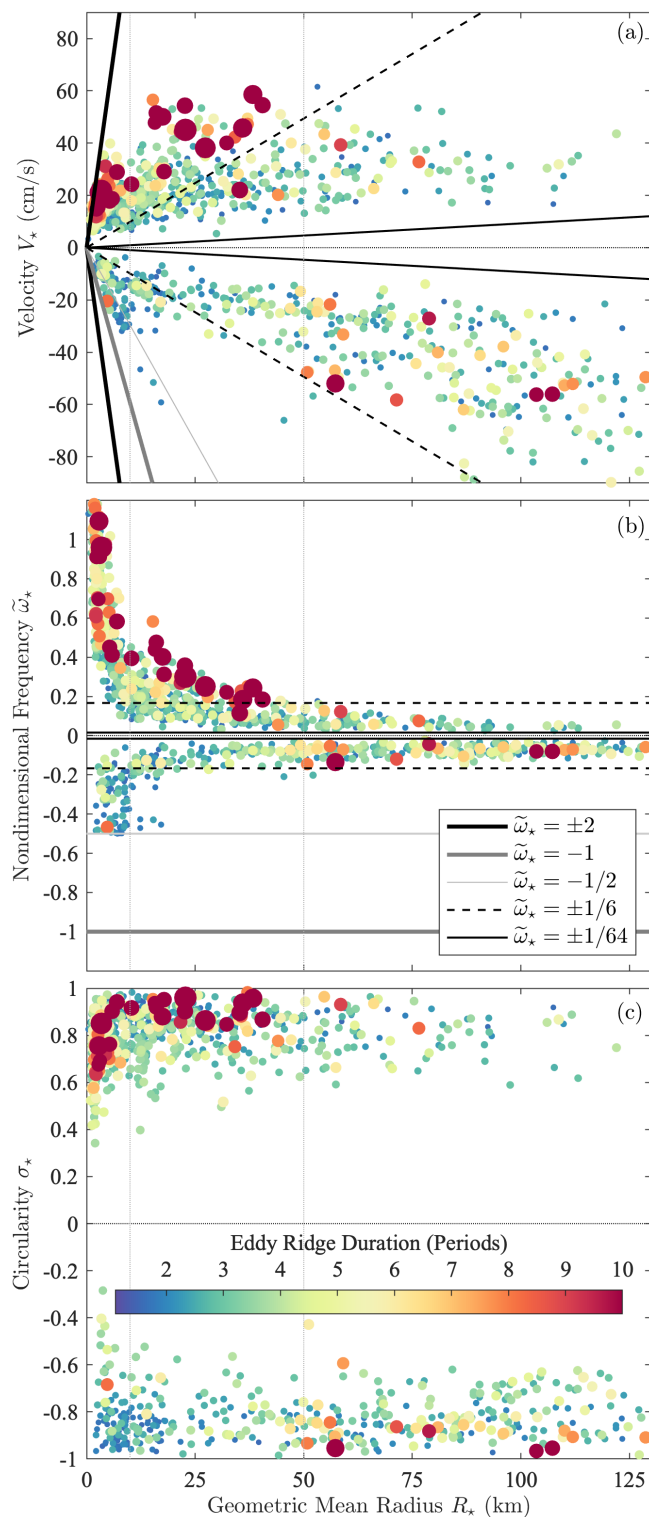 80
60
40
20
0
-20
-40
-60
-80
Velocity V⋆ (cm/s)
(a)
1
0.8
0.6
0.4
0.2
0
-0.2
-0.4
-0.6
-0.8
-1
Nondimensional Frequency ω̃⋆
(b)
ω̃⋆ = ±2
ω̃⋆ = −1
ω̃⋆ = −1/2
ω̃⋆ = ±1/6
ω̃⋆ = ±1/64
1
0.8
0.6
0.4
0.2
0
-0.2
-0.4
-0.6
-0.8
-1
Circularity σ⋆
(c)
Eddy Ridge Duration (Periods)
2 3 4 5 6 7 8 9 10
0 25 50 75 100 125
Geometric Mean Radius R⋆ (km)